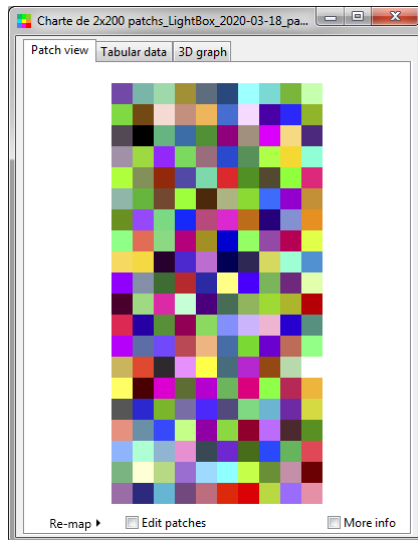 Charte de 2x200 patchs_LightBox_2020-03-18_pa...
Patch view Tabular data 3D graph
Re-map Edit patches More info